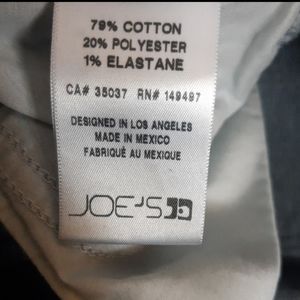 79% COTTON
20% POLYESTER
1% ELASTANE
CA# 35037 RN# 149497
DESIGNED IN LOS ANGELES
MADE IN MEXICO
FABRIQUÉ AU MEXIQUE
JOE'S